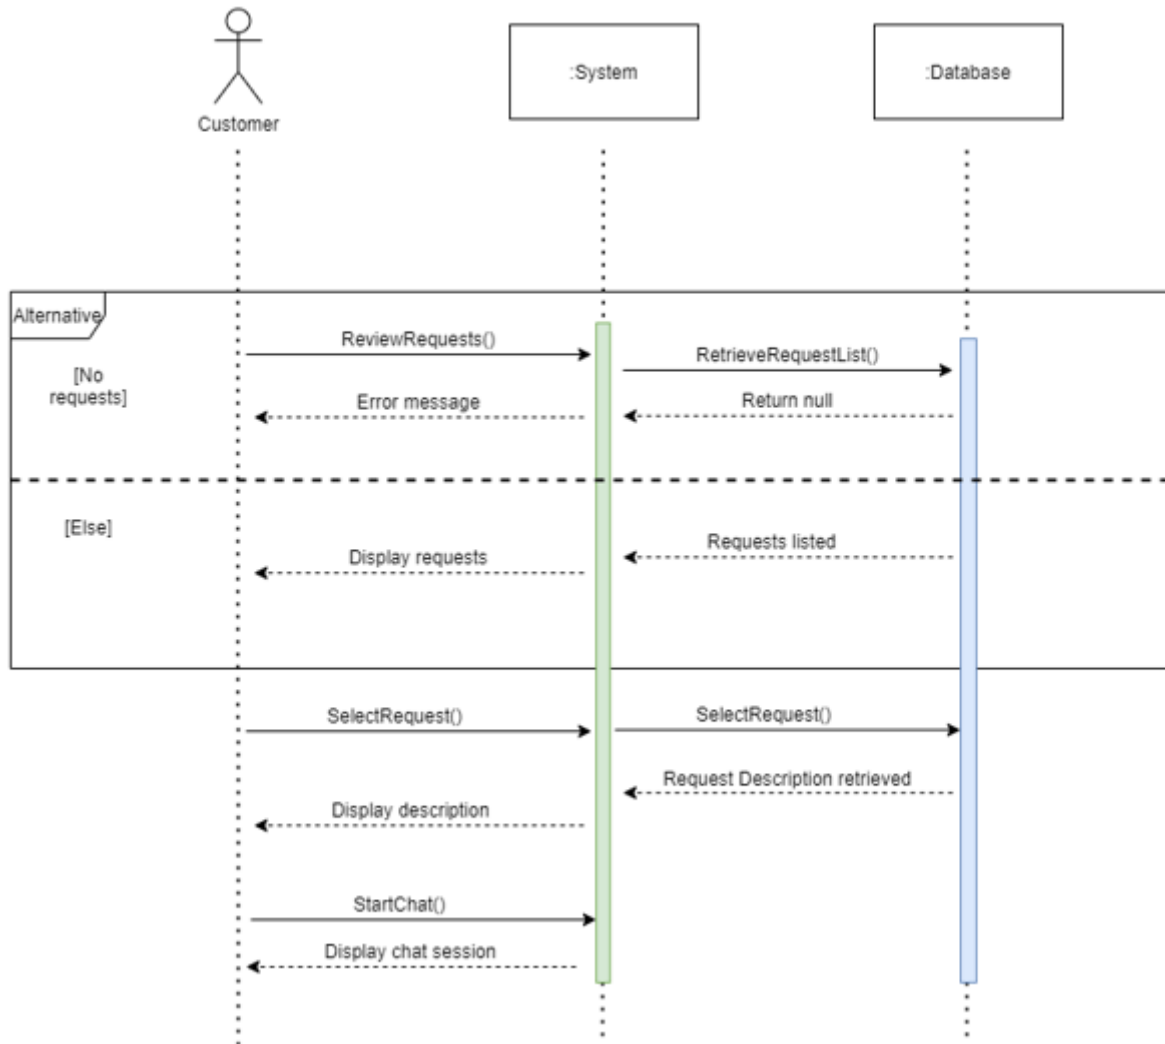 Customer
:System
:Database
Alternative
[No
requests]
ReviewRequests()
RetrieveRequestList()
Error message
Return null
[Else]
Requests listed
Display requests
SelectRequest()
SelectRequest()
Request Description retrieved
Display description
StartChat()
Display chat session